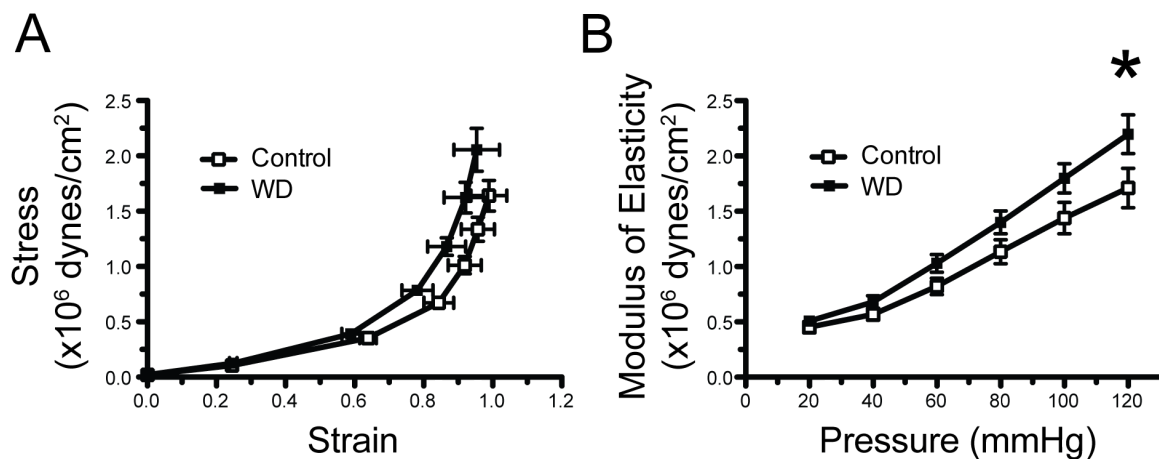 A
Stress
(x10⁶ dynes/cm²)
2.5
2.0
1.5
1.0
0.5
0.0
Control
WD
0.0 0.2 0.4 0.6 0.8 1.0 1.2
Strain
B
*
Modulus of Elasticity
(x10⁶ dynes/cm²)
2.5
2.0
1.5
1.0
0.5
0.0
Control
WD
0 20 40 60 80 100 120
Pressure (mmHg)